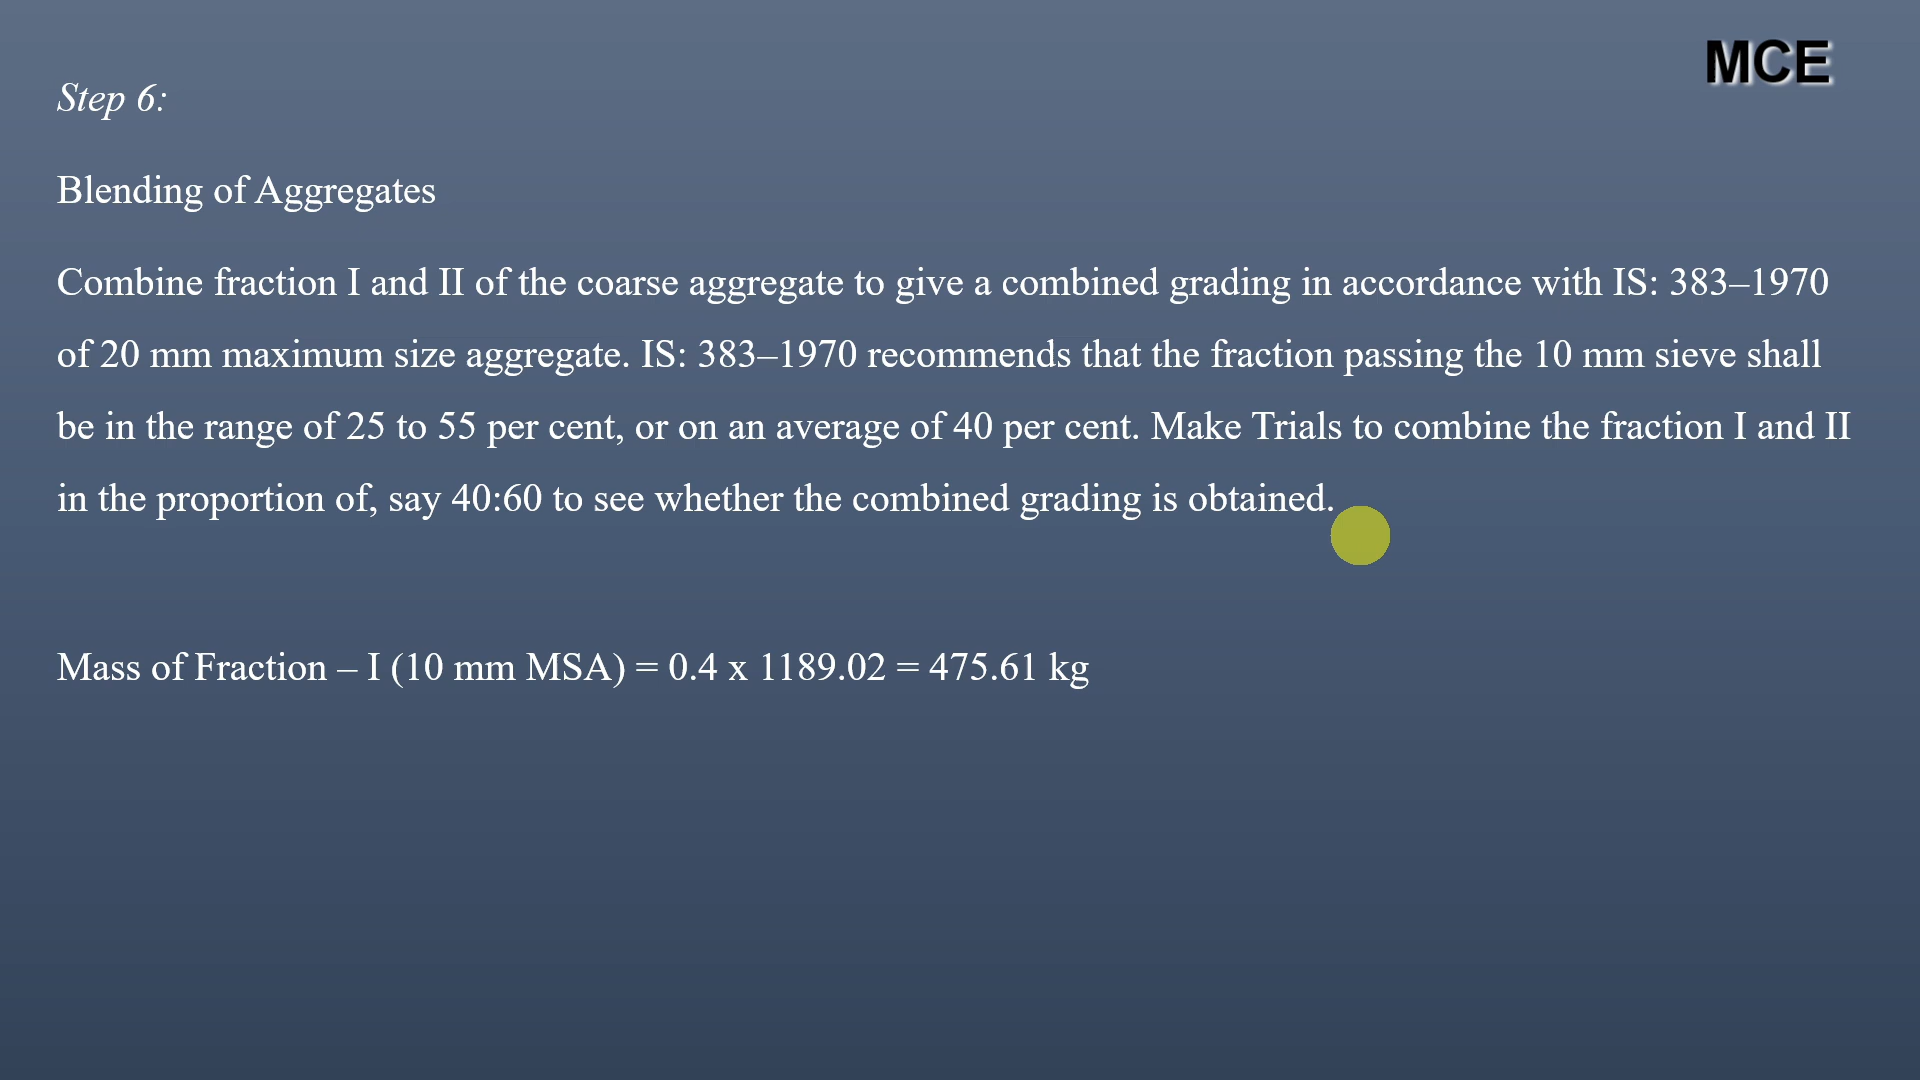 MCE
Step 6:
Blending of Aggregates
Combine fraction I and II of the coarse aggregate to give a combined grading in accordance with IS: 383–1970
of 20 mm maximum size aggregate. IS: 383–1970 recommends that the fraction passing the 10 mm sieve shall
be in the range of 25 to 55 per cent, or on an average of 40 per cent. Make Trials to combine the fraction I and II
in the proportion of, say 40:60 to see whether the combined grading is obtained.
Mass of Fraction – I (10 mm MSA) = 0.4 x 1189.02 = 475.61 kg